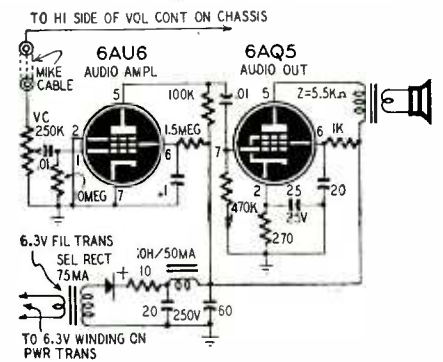 TO HI SIDE OF VOL CONT ON CHASSIS
6AU6
AUDIO AMPL
6AQ5
AUDIO OUT
MIKE
CABLE
5
100K
.01
5
Z=5.5KΩ
VC
250K
2
1
1.5MEG
6
7
6
1K
.01
0MEG
7
.1
2
470K
25
25V
20
270
6.3V FIL TRANS
SEL RECT
75MA
+
10
0H/50MA
20
250V
60
TO 6.3V WINDING ON
PWR TRANS